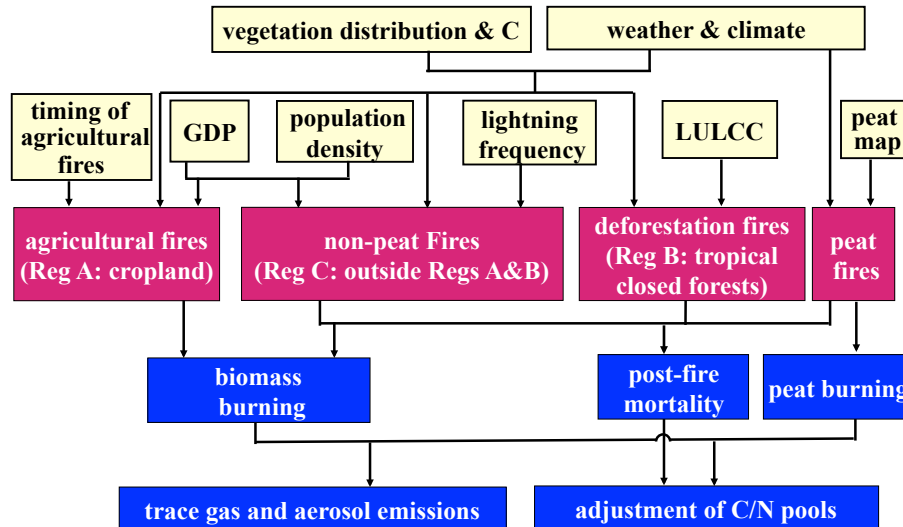 vegetation distribution & C
weather & climate
timing of
agricultural
fires
GDP
population
density
lightning
frequency
LULCC
peat
map
agricultural fires
(Reg A: cropland)
non-peat Fires
(Reg C: outside Regs A&B)
deforestation fires
(Reg B: tropical
closed forests)
peat
fires
biomass
burning
post-fire
mortality
peat burning
trace gas and aerosol emissions
adjustment of C/N pools